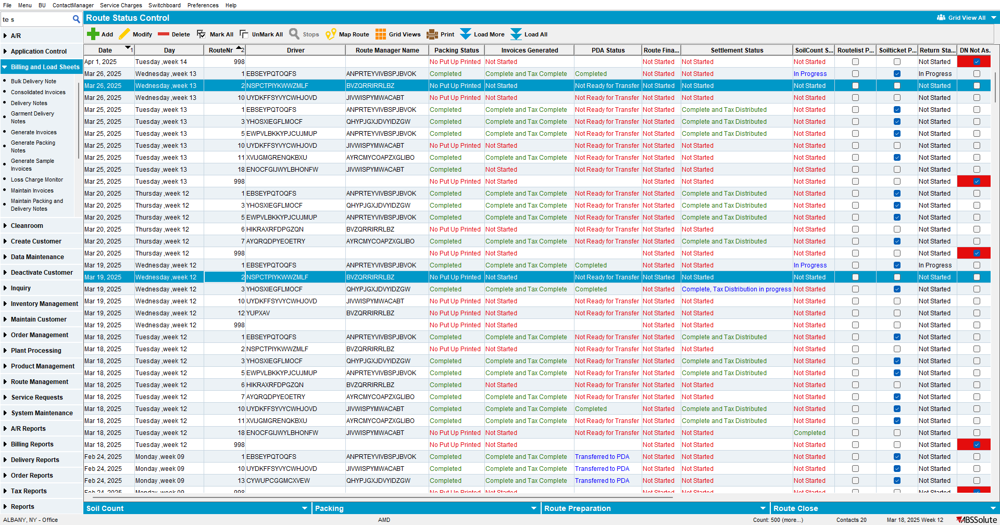 File Menu BU ContactManager Service Charges Switchboard Preferences Help
te s
Route Status Control
Grid View All
Add Modify Delete Mark All UnMark All Stops Map Route Grid Views Print Load More Load All
A/R
Application Control
Billing and Load Sheets
Bulk Delivery Note
Consolidated Invoices
Delivery Notes
Garment Delivery
Notes
Generate Invoices
Generate Packing
Notes
Generate Sample
Invoices
Loss Charge Monitor
Maintain Invoices
Maintain Packing and
Delivery Notes
Cleanroom
Create Customer
Data Maintenance
Deactivate Customer
Inquiry
Inventory Management
Maintain Customer
Order Management
Plant Processing
Product Management
Route Management
Service Requests
System Maintenance
A/R Reports
Billing Reports
Delivery Reports
Order Reports
Tax Reports
Reports
Date 1 Day RouteNr 2 Driver Route Manager Name Packing Status Invoices Generated PDA Status Route Fina... Settlement Status SoilCount S... Routelist P... Soilticket P... Return Sta... DN Not As.
Apr 1, 2025 Tuesday ,week 14 998 No Put Up Printed Not Started Not Started Not Started Not Started Not Started
Mar 26, 2025 Wednesday ,week 13 1 EBSEYPQTOQFS ANPRTEYVIVBSPJBVOK Completed Complete and Tax Complete Completed Not Started Not Started In Progress In Progress
Mar 26, 2025 Wednesday ,week 13 2 NSPCTPIYKWWZMLF BVZQRRIRRLBZ No Put Up Printed Not Started Not Ready for Transfer Not Started Not Started Not Started Not Started
Mar 26, 2025 Wednesday ,week 13 10 UYDKFFSYVYCWHJOVD JIVWISPYMWACABT No Put Up Printed Not Started Not Ready for Transfer Not Started Not Started Not Started Not Started
Mar 25, 2025 Tuesday ,week 13 1 EBSEYPQTOQFS ANPRTEYVIVBSPJBVOK Completed Complete and Tax Complete Not Ready for Transfer Not Started Complete and Tax Distributed Not Started Not Started
Mar 25, 2025 Tuesday ,week 13 3 YHOSXIEGFLMOCF QHYPJGXJDVYIDZGW Completed Complete and Tax Complete Not Ready for Transfer Not Started Complete and Tax Distributed Not Started Not Started
Mar 25, 2025 Tuesday ,week 13 5 EWPVLBKKYPJCUJMUP ANPRTEYVIVBSPJBVOK Completed Complete and Tax Complete Not Ready for Transfer Not Started Complete and Tax Distributed Not Started Not Started
Mar 25, 2025 Tuesday ,week 13 10 UYDKFFSYVYCWHJOVD JIVWISPYMWACABT No Put Up Printed Not Started Not Ready for Transfer Not Started Not Started Not Started Not Started
Mar 25, 2025 Tuesday ,week 13 11 XVIJGMGRENQKBXU AYRCMYCOAPZXGLIBO Completed Complete and Tax Complete Not Ready for Transfer Not Started Complete and Tax Distributed Not Started Not Started
Mar 25, 2025 Tuesday ,week 13 18 ENOCFGIJWYLBHONFW JIVWISPYMWACABT Completed Not Started Not Ready for Transfer Not Started Not Started Not Started Not Started
Mar 25, 2025 Tuesday ,week 13 998 No Put Up Printed Not Started Not Started Not Started Not Started Not Started
Mar 20, 2025 Thursday ,week 12 1 EBSEYPQTOQFS ANPRTEYVIVBSPJBVOK Completed Complete and Tax Complete Not Ready for Transfer Not Started Complete and Tax Distributed Not Started Not Started
Mar 20, 2025 Thursday ,week 12 3 YHOSXIEGFLMOCF QHYPJGXJDVYIDZGW Completed Complete and Tax Complete Not Ready for Transfer Not Started Complete and Tax Distributed Not Started Not Started
Mar 20, 2025 Thursday ,week 12 5 EWPVLBKKYPJCUJMUP ANPRTEYVIVBSPJBVOK Completed Complete and Tax Complete Not Ready for Transfer Not Started Complete and Tax Distributed Not Started Not Started
Mar 20, 2025 Thursday ,week 12 6 HIKRAXRFDPGZQN BVZQRRIRRLBZ No Put Up Printed Not Started Not Ready for Transfer Not Started Not Started Not Started Not Started
Mar 20, 2025 Thursday ,week 12 7 AYQRQDPYEOETRY AYRCMYCOAPZXGLIBO Completed Complete and Tax Complete Not Ready for Transfer Not Started Complete and Tax Distributed Not Started Not Started
Mar 20, 2025 Thursday ,week 12 998 No Put Up Printed Not Started Not Started Not Started Not Started Not Started
Mar 19, 2025 Wednesday ,week 12 1 EBSEYPQTOQFS ANPRTEYVIVBSPJBVOK Completed Complete and Tax Complete Completed Not Started Not Started In Progress In Progress
Mar 19, 2025 Wednesday ,week 12 2 NSPCTPIYKWWZMLF BVZQRRIRRLBZ No Put Up Printed Not Started Not Ready for Transfer Not Started Not Started Not Started Not Started
Mar 19, 2025 Wednesday ,week 12 3 YHOSXIEGFLMOCF QHYPJGXJDVYIDZGW Completed Complete and Tax Complete Completed Not Started Complete, Tax Distribution in progress Not Started Not Started
Mar 19, 2025 Wednesday ,week 12 10 UYDKFFSYVYCWHJOVD JIVWISPYMWACABT No Put Up Printed Not Started Not Ready for Transfer Not Started Not Started Not Started Not Started
Mar 19, 2025 Wednesday ,week 12 12 YUPXAV BVZQRRIRRLBZ No Put Up Printed Not Started Not Ready for Transfer Not Started Not Started Not Started Not Started
Mar 19, 2025 Wednesday ,week 12 998 No Put Up Printed Not Started Not Started Not Started Not Started Not Started
Mar 18, 2025 Tuesday ,week 12 1 EBSEYPQTOQFS ANPRTEYVIVBSPJBVOK Completed Complete and Tax Complete Not Ready for Transfer Not Started Not Started Not Started Not Started
Mar 18, 2025 Tuesday ,week 12 2 NSPCTPIYKWWZMLF BVZQRRIRRLBZ No Put Up Printed Not Started Not Ready for Transfer Not Started Not Started Not Started Not Started
Mar 18, 2025 Tuesday ,week 12 3 YHOSXIEGFLMOCF QHYPJGXJDVYIDZGW Completed Complete and Tax Complete Not Ready for Transfer Not Started Complete and Tax Distributed Not Started Not Started
Mar 18, 2025 Tuesday ,week 12 5 EWPVLBKKYPJCUJMUP ANPRTEYVIVBSPJBVOK Completed Complete and Tax Complete Not Ready for Transfer Not Started Complete and Tax Distributed Not Started Not Started
Mar 18, 2025 Tuesday ,week 12 6 HIKRAXRFDPGZQN BVZQRRIRRLBZ Completed Not Started Not Ready for Transfer Not Started Not Started Not Started Not Started
Mar 18, 2025 Tuesday ,week 12 7 AYQRQDPYEOETRY AYRCMYCOAPZXGLIBO Completed Complete and Tax Complete Not Ready for Transfer Not Started Not Started Not Started Not Started
Mar 18, 2025 Tuesday ,week 12 10 UYDKFFSYVYCWHJOVD JIVWISPYMWACABT Completed Complete and Tax Complete Completed Not Started Complete and Tax Distributed Not Started Not Started
Mar 18, 2025 Tuesday ,week 12 11 XVIJGMGRENQKBXU AYRCMYCOAPZXGLIBO Completed Complete and Tax Complete Not Ready for Transfer Not Started Complete and Tax Distributed Not Started Not Started
Mar 18, 2025 Tuesday ,week 12 18 ENOCFGIJWYLBHONFW JIVWISPYMWACABT No Put Up Printed Not Started Not Ready for Transfer Not Started Not Started Completed Not Started
Mar 18, 2025 Tuesday ,week 12 998 No Put Up Printed Not Started Not Started Not Started Not Started Not Started
Feb 24, 2025 Monday ,week 09 1 EBSEYPQTOQFS ANPRTEYVIVBSPJBVOK Completed Complete and Tax Complete Transferred to PDA Not Started Not Started Not Started Not Started
Feb 24, 2025 Monday ,week 09 10 UYDKFFSYVYCWHJOVD JIVWISPYMWACABT Completed Complete and Tax Complete Transferred to PDA Not Started Not Started Not Started Not Started
Feb 24, 2025 Monday ,week 09 13 CYWUPCGGMCXVEW QHYPJGXJDVYIDZGW Completed Complete and Tax Complete Transferred to PDA Not Started Not Started Not Started Not Started
Feb 24, 2025 Monday ,week 09 998 No Put Up Printed Not Started Not Started Not Started Not Started Not Started
Soil Count Packing Route Preparation Route Close
ALBANY, NY - Office AMD Count: 500 (more...) Contacts 20 Mar 18, 2025 Week 12 ABSSolute